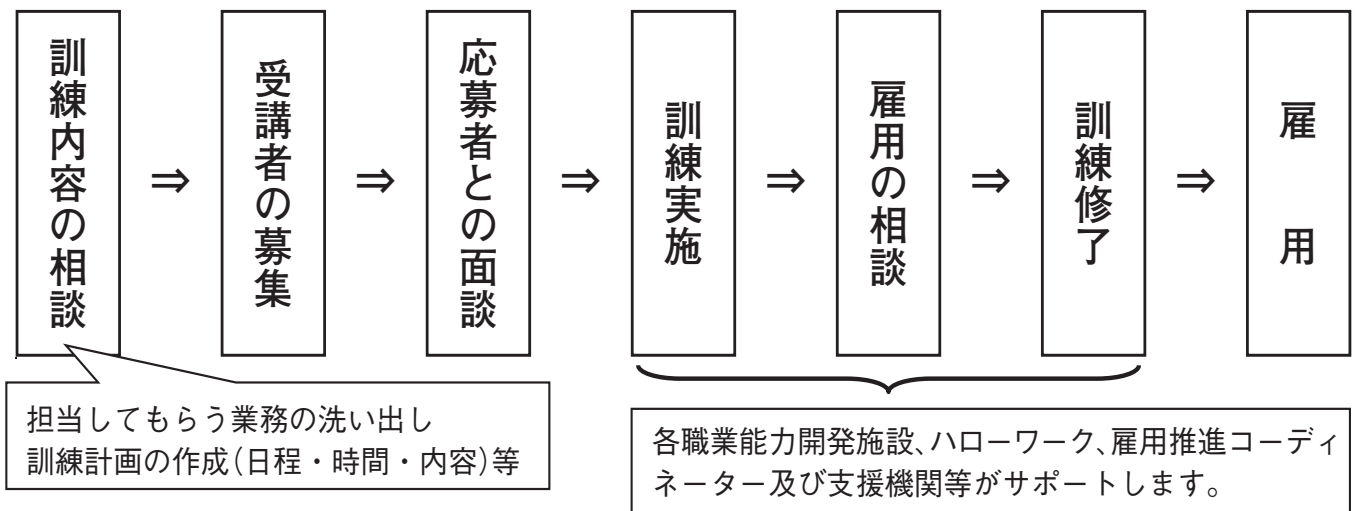 訓練内容の相談
⇒
受講者の募集
⇒
応募者との面談
⇒
訓練実施
⇒
雇用の相談
⇒
訓練修了
⇒
雇用
担当してもらう業務の洗い出し
訓練計画の作成(日程・時間・内容)等
各職業能力開発施設、ハローワーク、雇用推進コーディ
ネーター及び支援機関等がサポートします。